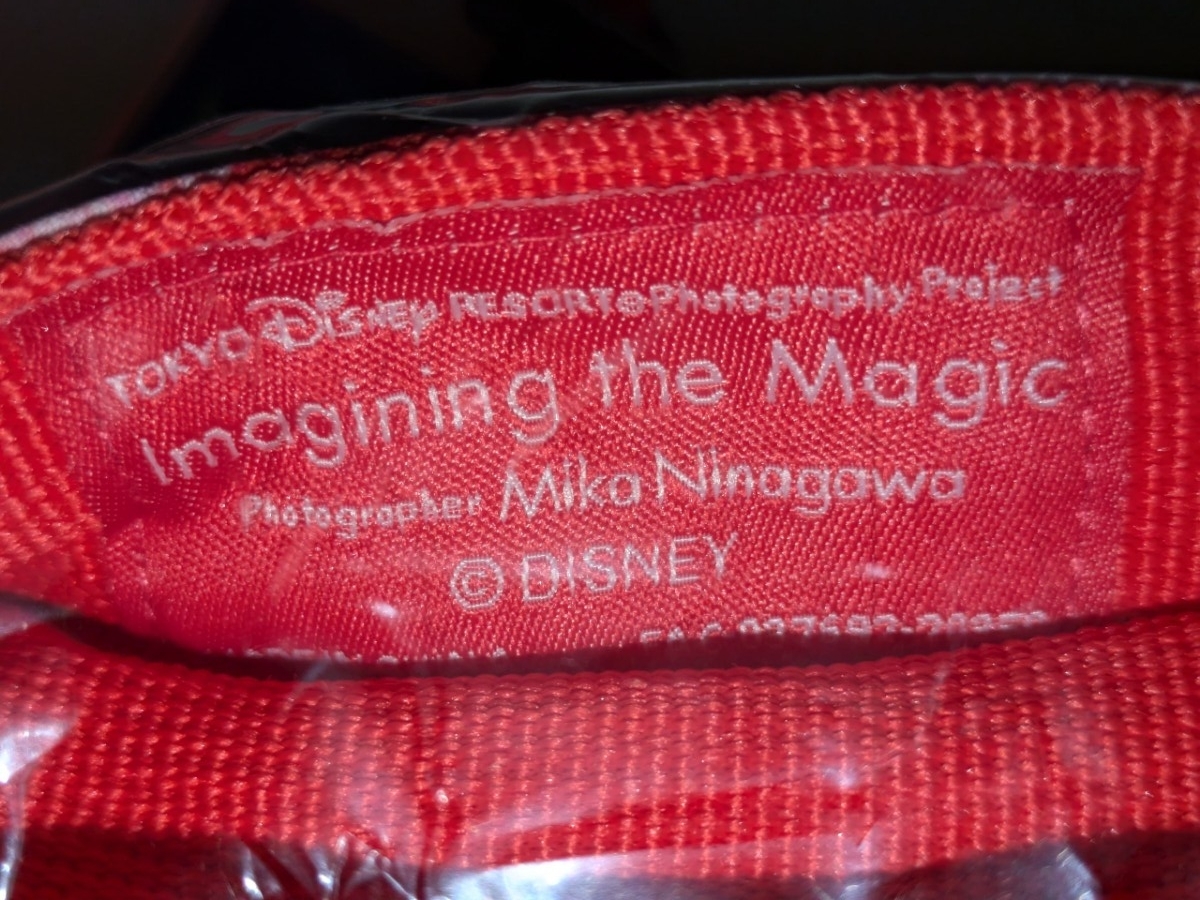 TOKYO DISNEY RESORT® Photography Project
Imagining the Magic
Photographer Mika Ninagawa
© DISNEY